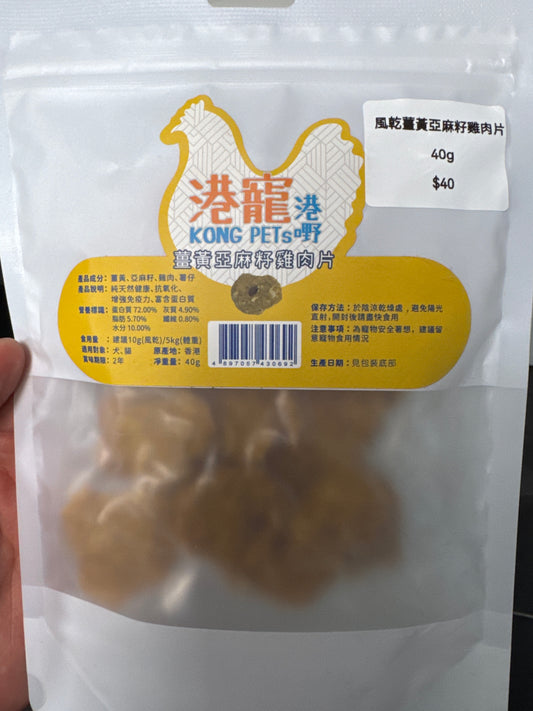 風乾薑黃亞麻籽雞肉片
40g
$40
港寵港嘢
KONG PETs
薑黃亞麻籽雞肉片
產品成分：薑黃、亞麻籽、雞肉、薯仔
產品說明：純天然健康、抗氧化、
增強免疫力、富含蛋白質
營養標識：蛋白質 72.00% 灰質 4.90%
脂肪 5.70% 纖維 0.80%
水分 10.00%
食用量 ：建議10g(風乾)/5kg(體重)
適用對象：犬、貓 原產地：香港
賞味期限：2年 淨重量：40g
4 897087 430692
保存方法：於陰涼乾燥處，避免陽光
直射，開封後請盡快食用
注意事項：為寵物安全著想，建議留
意寵物食用情況
生產日期：見包裝底部